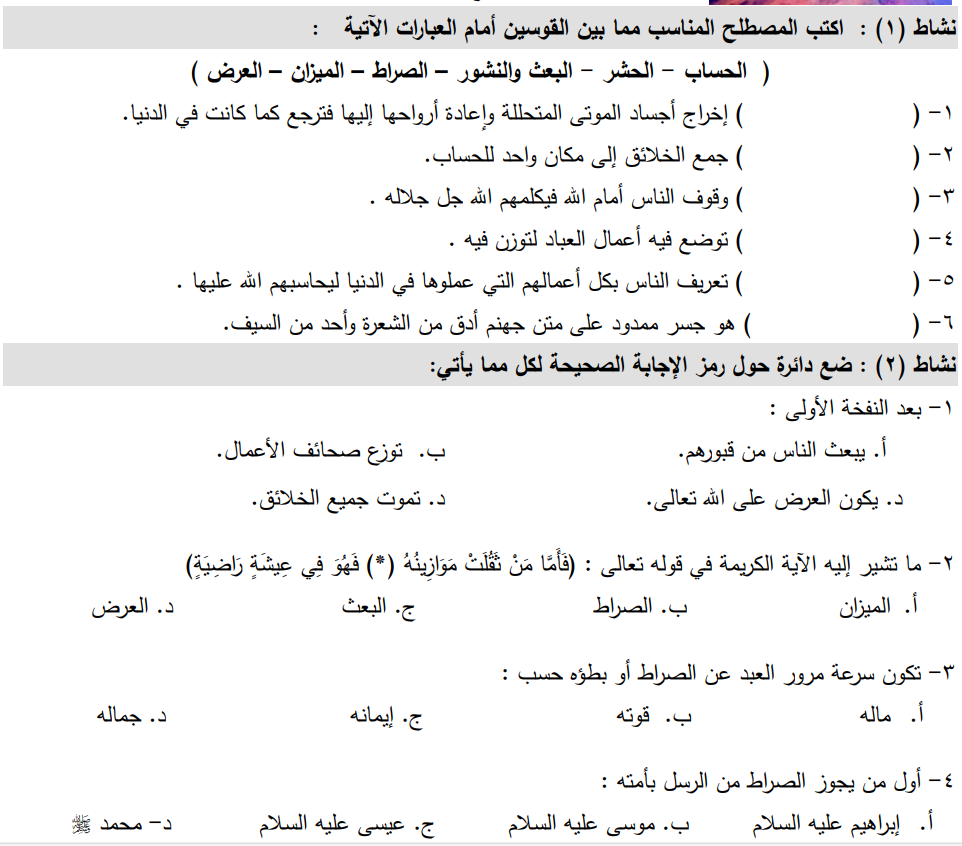 نشاط (١) : اكتب المصطلح المناسب مما بين القوسين أمام العبارات الآتية :
( الحساب – الحشر – البعث والنشور – الصراط – الميزان – العرض )
١- ( ) إخراج أجساد الموتى المتحللة وإعادة أرواحها إليها فترجع كما كانت في الدنيا.
٢- ( ) جمع الخلائق إلى مكان واحد للحساب.
٣- ( ) وقوف الناس أمام الله فيكلمهم الله جل جلاله .
٤- ( ) توضع فيه أعمال العباد لتوزن فيه .
٥- ( ) تعريف الناس بكل أعمالهم التي عملوها في الدنيا ليحاسبهم الله عليها .
٦- ( ) هو جسر ممدود على متن جهنم أدق من الشعرة وأحد من السيف.
نشاط (٢) : ضع دائرة حول رمز الإجابة الصحيحة لكل مما يأتي:
١- بعد النفخة الأولى :
أ. يبعث الناس من قبورهم. ب. توزع صحائف الأعمال.
د. يكون العرض على الله تعالى. د. تموت جميع الخلائق.
٢- ما تشير إليه الآية الكريمة في قوله تعالى : (فَأَمَّا مَنْ ثَقُلَتْ مَوَازِينُهُ (*) فَهُوَ فِي عِيشَةٍ رَاضِيَةٍ)
أ. الميزان ب. الصراط ج. البعث د. العرض
٣- تكون سرعة مرور العبد عن الصراط أو بطؤه حسب :
أ. ماله ب. قوته ج. إيمانه د. جماله
٤- أول من يجوز الصراط من الرسل بأمته :
أ. إبراهيم عليه السلام ب. موسى عليه السلام ج. عيسى عليه السلام د- محمد ﷺ